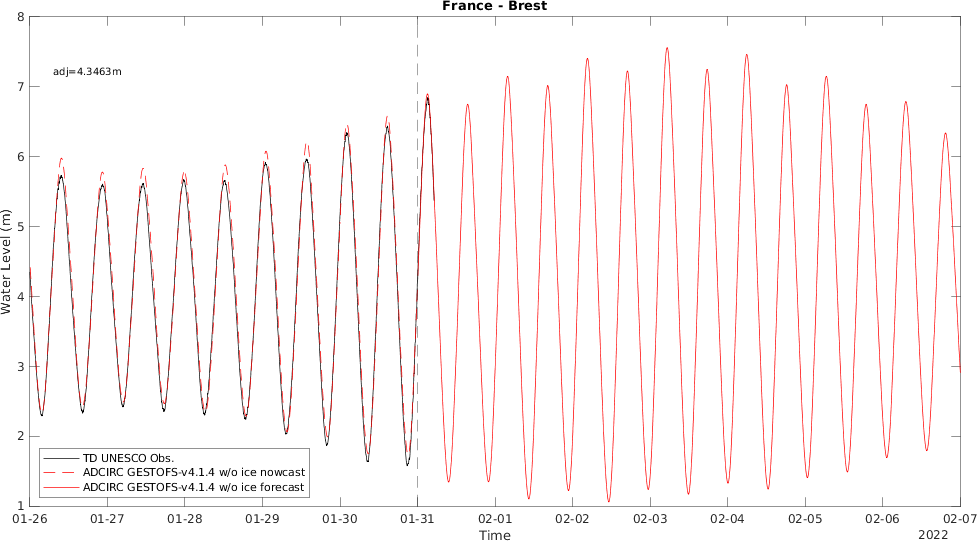 France - Brest
8
adj=4.3463m
7
6
5
Water Level (m)
4
3
2
TD UNESCO Obs.
ADCIRC GESTOFS-v4.1.4 w/o ice nowcast
ADCIRC GESTOFS-v4.1.4 w/o ice forecast
1
01-26 01-27 01-28 01-29 01-30 01-31 02-01 02-02 02-03 02-04 02-05 02-06 02-07
Time
2022